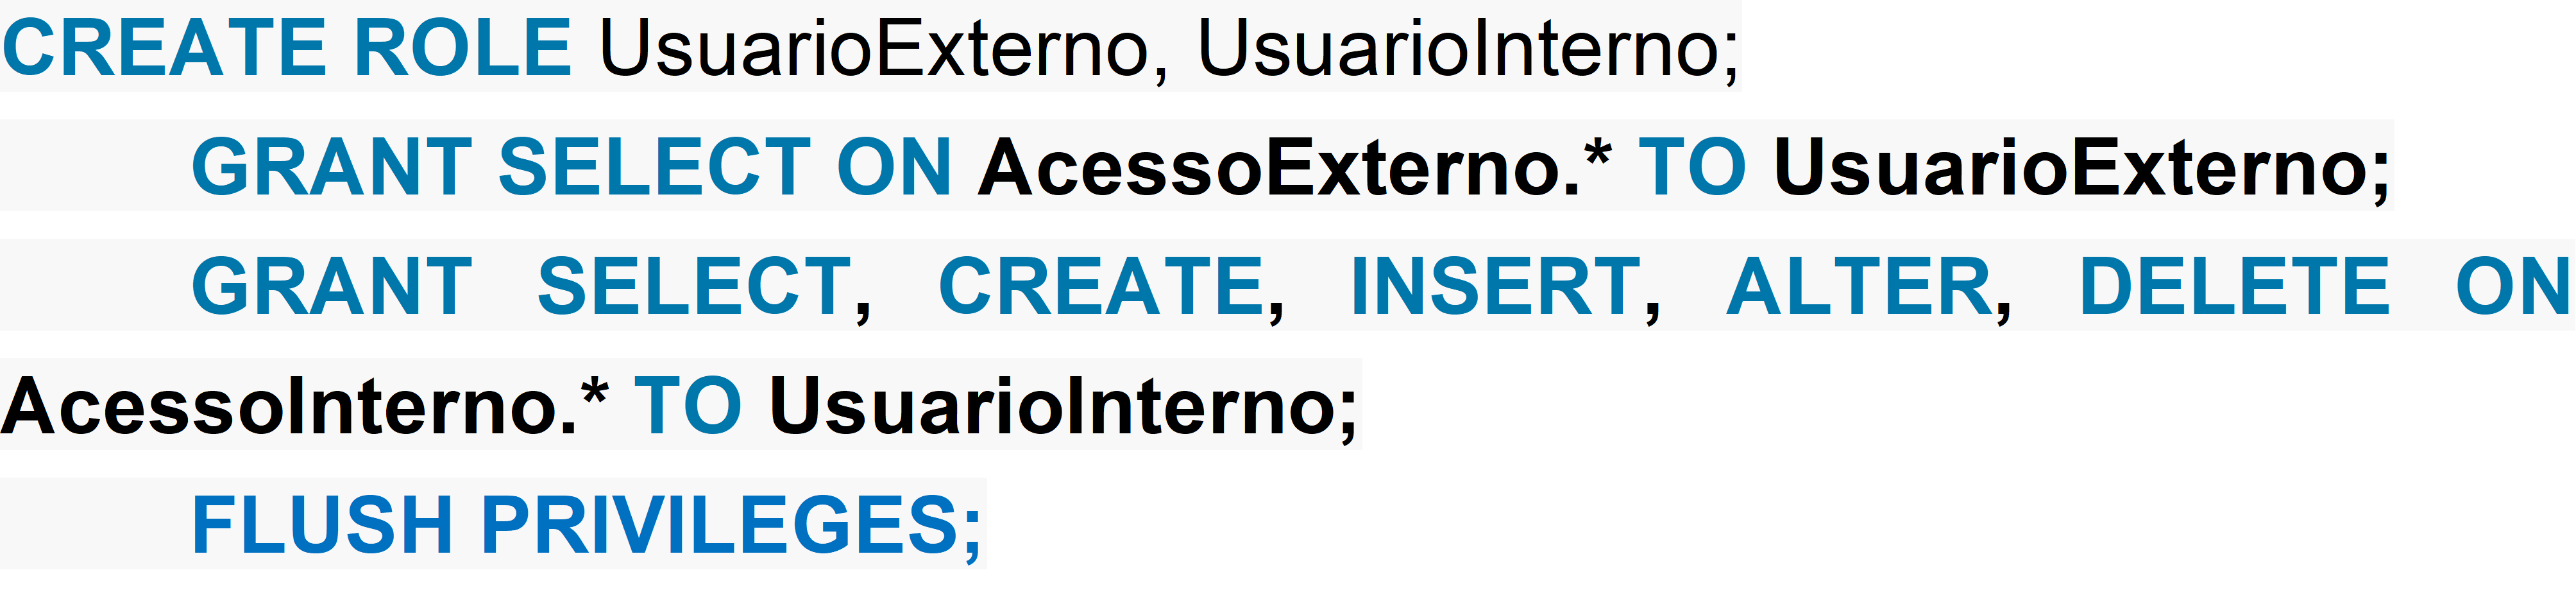 CREATE ROLE UsuarioExterno, UsuarioInterno;
GRANT SELECT ON AcessoExterno.* TO UsuarioExterno;
GRANT SELECT, CREATE, INSERT, ALTER, DELETE ON
AcessoInterno.* TO UsuarioInterno;
FLUSH PRIVILEGES;